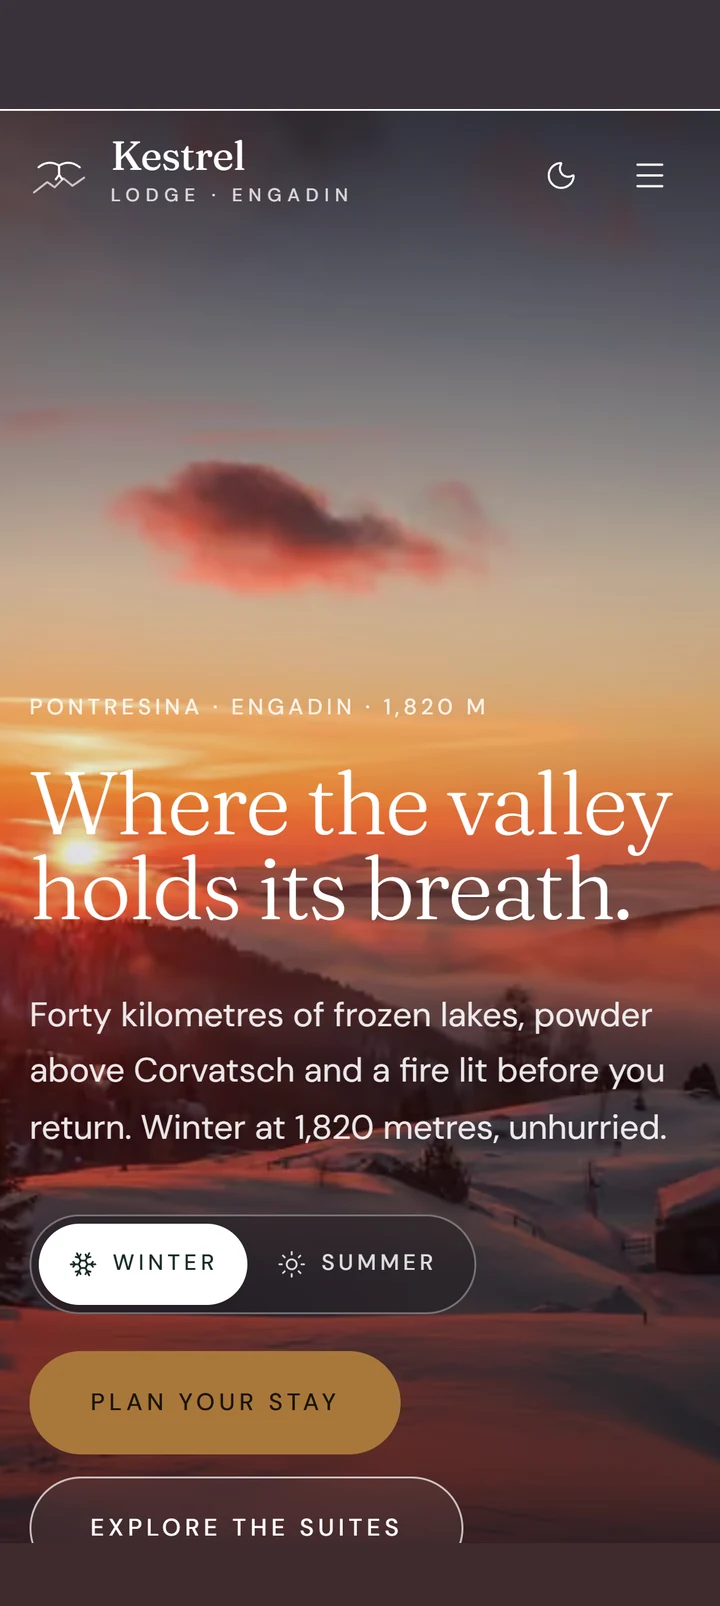 Kestrel
LODGE · ENGADIN
PONTRESINA · ENGADIN · 1,820 M
Where the valley
holds its breath.
Forty kilometres of frozen lakes, powder
above Corvatsch and a fire lit before you
return. Winter at 1,820 metres, unhurried.
WINTER SUMMER
PLAN YOUR STAY
EXPLORE THE SUITES